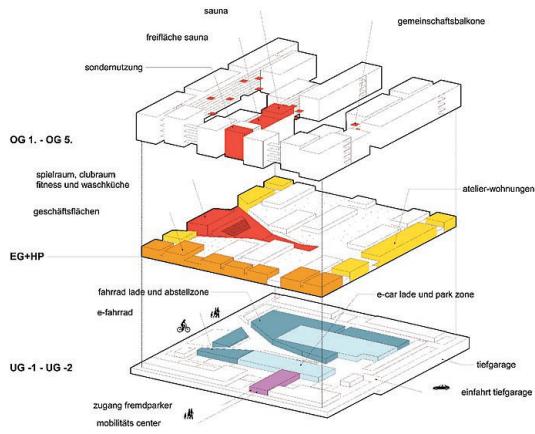 sauna
gemeinschaftsbalkone
freifläche sauna
sondernutzung
OG 1. - OG 5.
spielraum, clubraum
fitness und waschküche
atelier-wohnungen
geschäftsflächen
EG+HP
fahrrad lade und abstellzone
e-car lade und park zone
e-fahrrad
UG -1 - UG -2
tiefgarage
einfahrt tiefgarage
zugang fremdparker
mobilitäts center